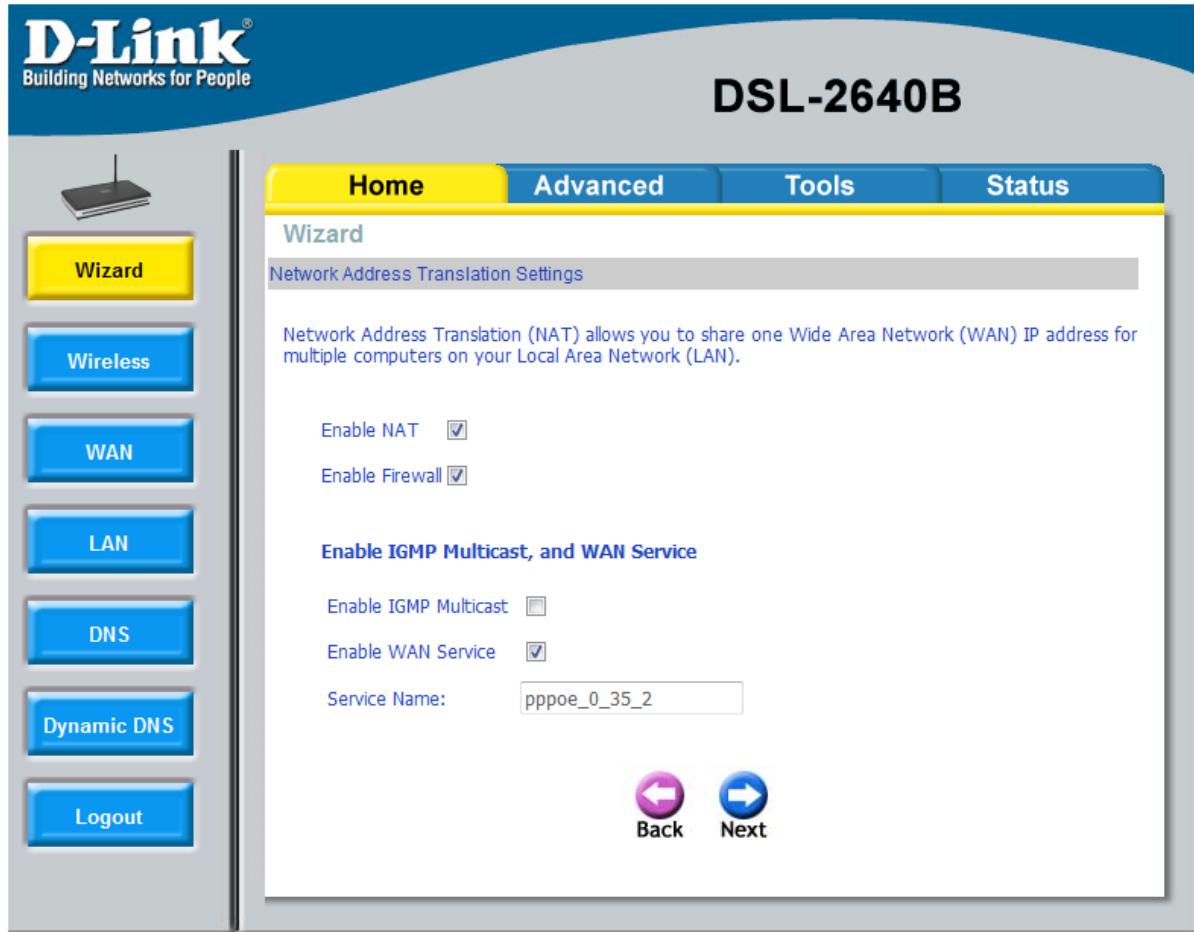 D-Link®
Building Networks for People
DSL-2640B
Home Advanced Tools Status
Wizard
Wireless
WAN
LAN
DNS
Dynamic DNS
Logout
Wizard
Network Address Translation Settings
Network Address Translation (NAT) allows you to share one Wide Area Network (WAN) IP address for
multiple computers on your Local Area Network (LAN).
Enable NAT
Enable Firewall
Enable IGMP Multicast, and WAN Service
Enable IGMP Multicast
Enable WAN Service
Service Name: pppoe_0_35_2
Back Next